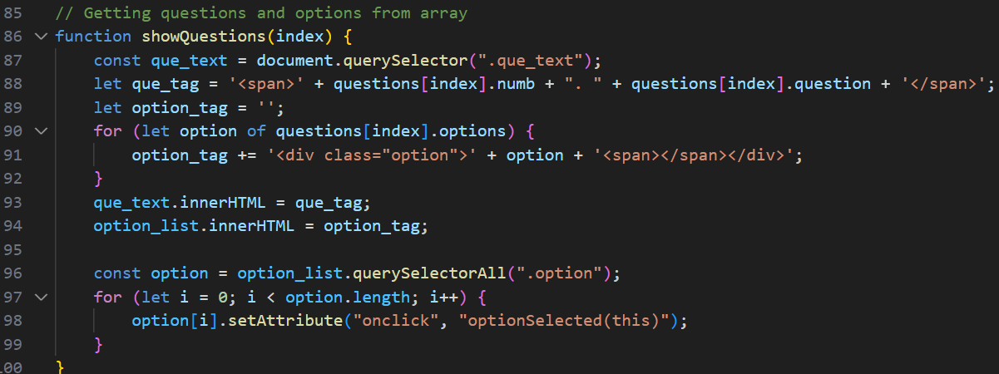 85 // Getting questions and options from array
86 function showQuestions(index) {
87     const que_text = document.querySelector(".que_text");
88     let que_tag = '<span>' + questions[index].numb + ". " + questions[index].question + '</span>';
89     let option_tag = '';
90     for (let option of questions[index].options) {
91         option_tag += '<div class="option">' + option + '<span></span></div>';
92     }
93     que_text.innerHTML = que_tag;
94     option_list.innerHTML = option_tag;
95
96     const option = option_list.querySelectorAll(".option");
97     for (let i = 0; i < option.length; i++) {
98         option[i].setAttribute("onclick", "optionSelected(this)");
99     }
100 }